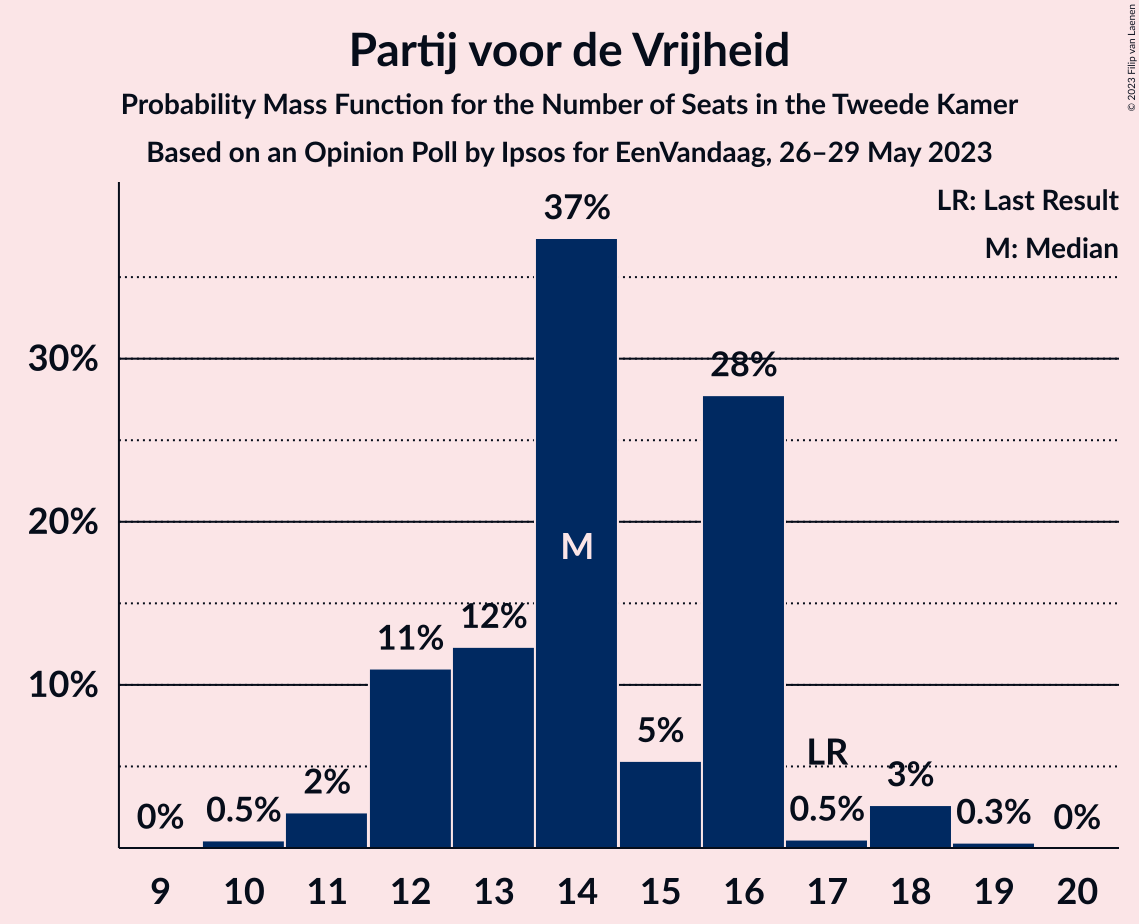 Partij voor de Vrijheid
Probability Mass Function for the Number of Seats in the Tweede Kamer
Based on an Opinion Poll by Ipsos for EenVandaag, 26–29 May 2023
© 2023 Filip van Laenen
LR: Last Result
M: Median
37%
30%
28%
20%
M
12%
11%
10%
5%
LR
3%
2%
0%
0.5%
0.5%
0.3%
0%
9 10 11 12 13 14 15 16 17 18 19 20